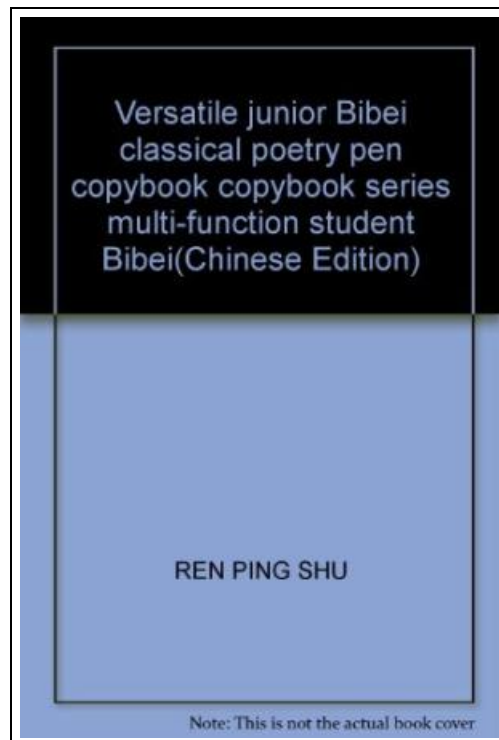 Versatile junior Bibei
classical poetry pen
copybook copybook series
multi-function student
Bibei(Chinese Edition)
REN PING SHU
Note: This is not the actual book cover